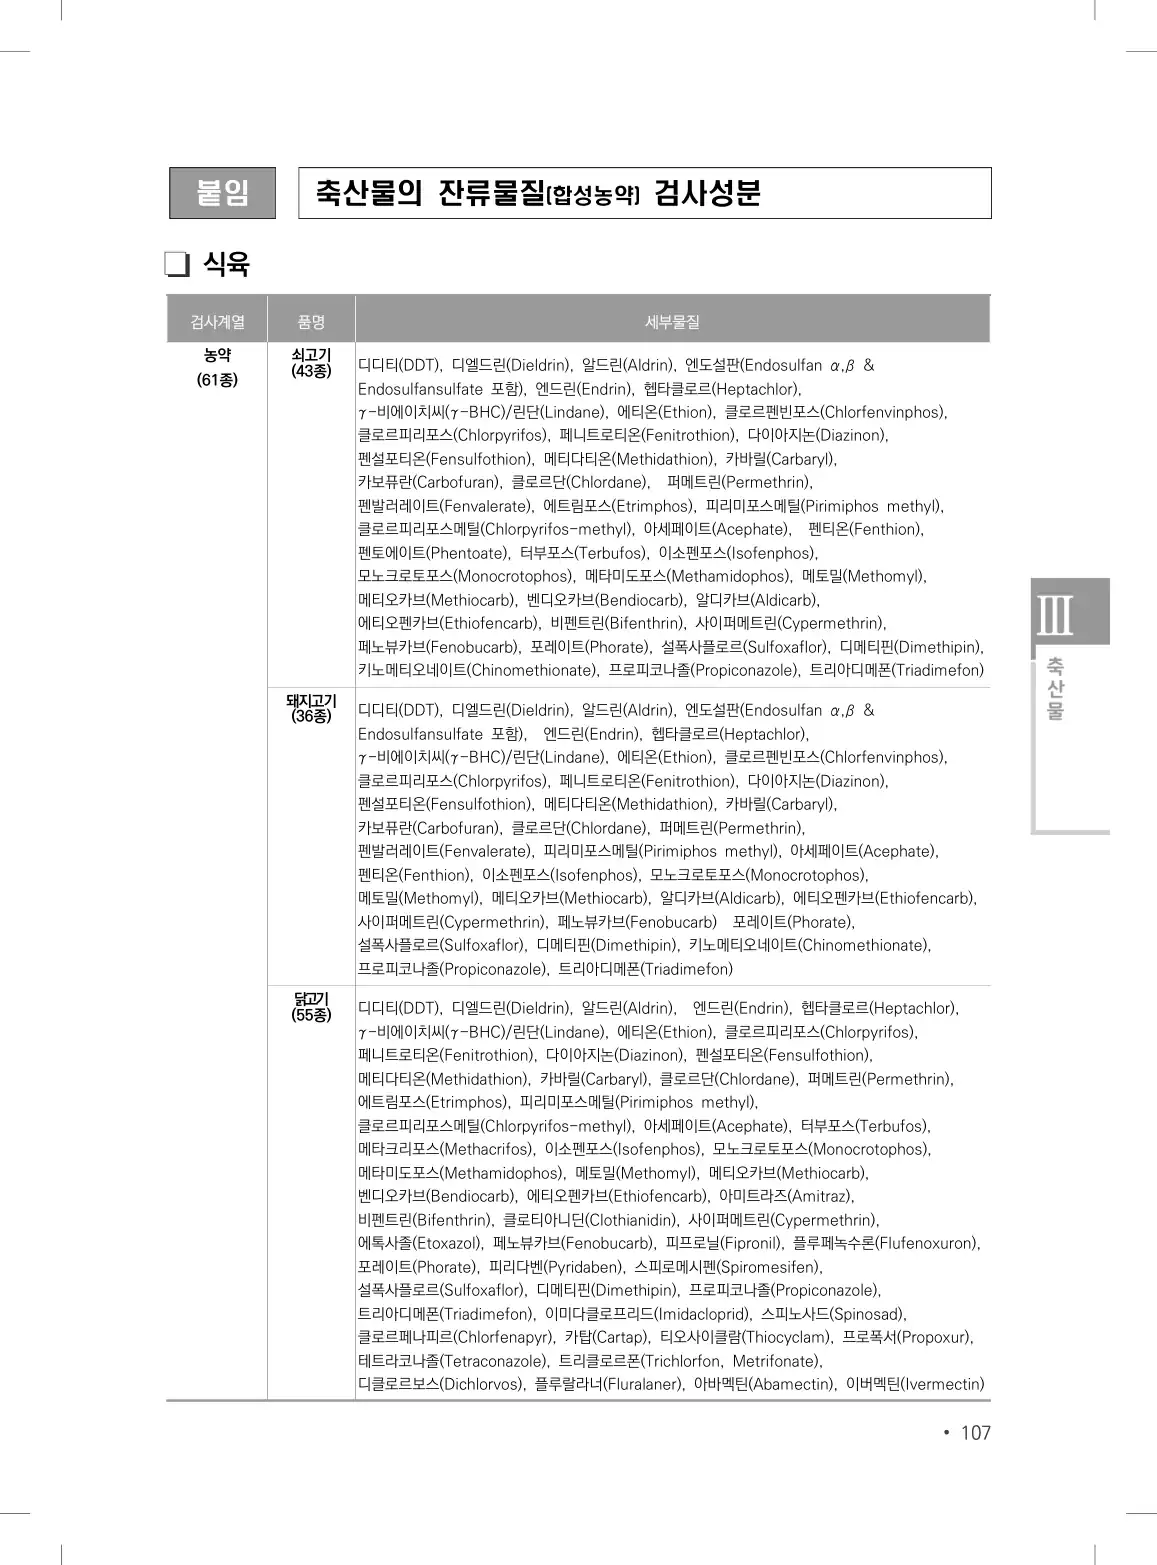 붙임
축산물의 잔류물질(합성농약) 검사성분
❏ 식육
검사계열 품명 세부물질
농약
(61종)
쇠고기
(43종)
디디티(DDT), 디엘드린(Dieldrin), 알드린(Aldrin), 엔도설판(Endosulfan α,β &
Endosulfansulfate 포함), 엔드린(Endrin), 헵타클로르(Heptachlor),
γ-비에이치씨(γ-BHC)/린단(Lindane), 에티온(Ethion), 클로르펜빈포스(Chlorfenvinphos),
클로르피리포스(Chlorpyrifos), 페니트로티온(Fenitrothion), 다이아지논(Diazinon),
펜설포티온(Fensulfothion), 메티다티온(Methidathion), 카바릴(Carbaryl),
카보퓨란(Carbofuran), 클로르단(Chlordane), 퍼메트린(Permethrin),
펜발러레이트(Fenvalerate), 에트림포스(Etrimphos), 피리미포스메틸(Pirimiphos methyl),
클로르피리포스메틸(Chlorpyrifos-methyl), 아세페이트(Acephate), 펜티온(Fenthion),
펜토에이트(Phentoate), 터부포스(Terbufos), 이소펜포스(Isofenphos),
모노크로토포스(Monocrotophos), 메타미도포스(Methamidophos), 메토밀(Methomyl),
메티오카브(Methiocarb), 벤디오카브(Bendiocarb), 알디카브(Aldicarb),
에티오펜카브(Ethiofencarb), 비펜트린(Bifenthrin), 사이퍼메트린(Cypermethrin),
페노뷰카브(Fenobucarb), 포레이트(Phorate), 설폭사플로르(Sulfoxaflor), 디메티핀(Dimethipin),
키노메티오네이트(Chinomethionate), 프로피코나졸(Propiconazole), 트리아디메폰(Triadimefon)
돼지고기
(36종)
디디티(DDT), 디엘드린(Dieldrin), 알드린(Aldrin), 엔도설판(Endosulfan α,β &
Endosulfansulfate 포함), 엔드린(Endrin), 헵타클로르(Heptachlor),
γ-비에이치씨(γ-BHC)/린단(Lindane), 에티온(Ethion), 클로르펜빈포스(Chlorfenvinphos),
클로르피리포스(Chlorpyrifos), 페니트로티온(Fenitrothion), 다이아지논(Diazinon),
펜설포티온(Fensulfothion), 메티다티온(Methidathion), 카바릴(Carbaryl),
카보퓨란(Carbofuran), 클로르단(Chlordane), 퍼메트린(Permethrin),
펜발러레이트(Fenvalerate), 피리미포스메틸(Pirimiphos methyl), 아세페이트(Acephate),
펜티온(Fenthion), 이소펜포스(Isofenphos), 모노크로토포스(Monocrotophos),
메토밀(Methomyl), 메티오카브(Methiocarb), 알디카브(Aldicarb), 에티오펜카브(Ethiofencarb),
사이퍼메트린(Cypermethrin), 페노뷰카브(Fenobucarb) 포레이트(Phorate),
설폭사플로르(Sulfoxaflor), 디메티핀(Dimethipin), 키노메티오네이트(Chinomethionate),
프로피코나졸(Propiconazole), 트리아디메폰(Triadimefon)
닭고기
(55종)
디디티(DDT), 디엘드린(Dieldrin), 알드린(Aldrin), 엔드린(Endrin), 헵타클로르(Heptachlor),
γ-비에이치씨(γ-BHC)/린단(Lindane), 에티온(Ethion), 클로르피리포스(Chlorpyrifos),
페니트로티온(Fenitrothion), 다이아지논(Diazinon), 펜설포티온(Fensulfothion),
메티다티온(Methidathion), 카바릴(Carbaryl), 클로르단(Chlordane), 퍼메트린(Permethrin),
에트림포스(Etrimphos), 피리미포스메틸(Pirimiphos methyl),
클로르피리포스메틸(Chlorpyrifos-methyl), 아세페이트(Acephate), 터부포스(Terbufos),
메타크리포스(Methacrifos), 이소펜포스(Isofenphos), 모노크로토포스(Monocrotophos),
메타미도포스(Methamidophos), 메토밀(Methomyl), 메티오카브(Methiocarb),
벤디오카브(Bendiocarb), 에티오펜카브(Ethiofencarb), 아미트라즈(Amitraz),
비펜트린(Bifenthrin), 클로티아니딘(Clothianidin), 사이퍼메트린(Cypermethrin),
에톡사졸(Etoxazol), 페노뷰카브(Fenobucarb), 피프로닐(Fipronil), 플루페녹수론(Flufenoxuron),
포레이트(Phorate), 피리다벤(Pyridaben), 스피로메시펜(Spiromesifen),
설폭사플로르(Sulfoxaflor), 디메티핀(Dimethipin), 프로피코나졸(Propiconazole),
트리아디메폰(Triadimefon), 이미다클로프리드(Imidacloprid), 스피노사드(Spinosad),
클로르페나피르(Chlorfenapyr), 카탑(Cartap), 티오사이클람(Thiocyclam), 프로폭서(Propoxur),
테트라코나졸(Tetraconazole), 트리클로르폰(Trichlorfon, Metrifonate),
디클로르보스(Dichlorvos), 플루랄라너(Fluralaner), 아바멕틴(Abamectin), 이버멕틴(Ivermectin)
Ⅲ
축산물
• 107